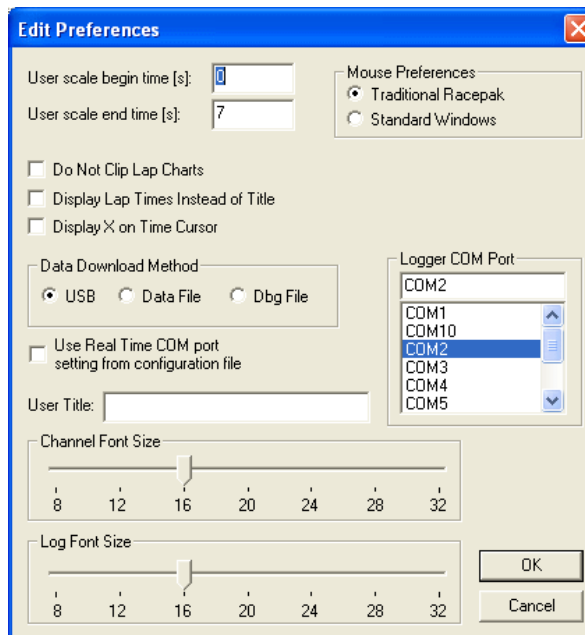 Edit Preferences
User scale begin time [s]: 0
User scale end time [s]: 7
Mouse Preferences
Traditional Racepak
Standard Windows
Do Not Clip Lap Charts
Display Lap Times Instead of Title
Display X on Time Cursor
Data Download Method
USB Data File Dbg File
Logger COM Port
COM2
COM1
COM10
COM2
COM3
COM4
COM5
Use Real Time COM port
setting from configuration file
User Title:
Channel Font Size
8 12 16 20 24 28 32
Log Font Size
8 12 16 20 24 28 32
OK
Cancel